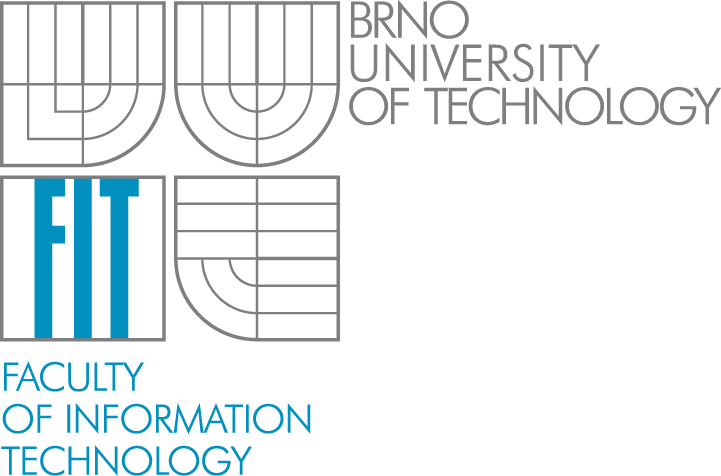 BRNO
UNIVERSITY
OF TECHNOLOGY
FIT
FACULTY
OF INFORMATION
TECHNOLOGY